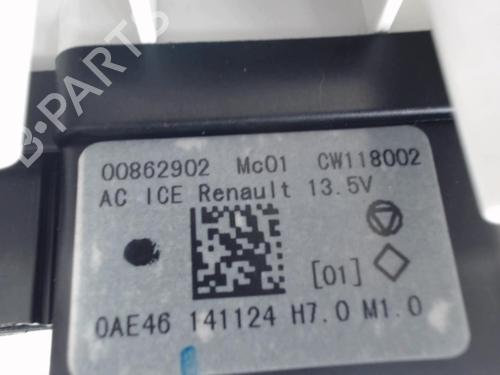 B-PARTS
00862902 Mc01 CW118002
AC ICE Renault 13.5V
[01]
0AE46 141124 H7.0 M1.0